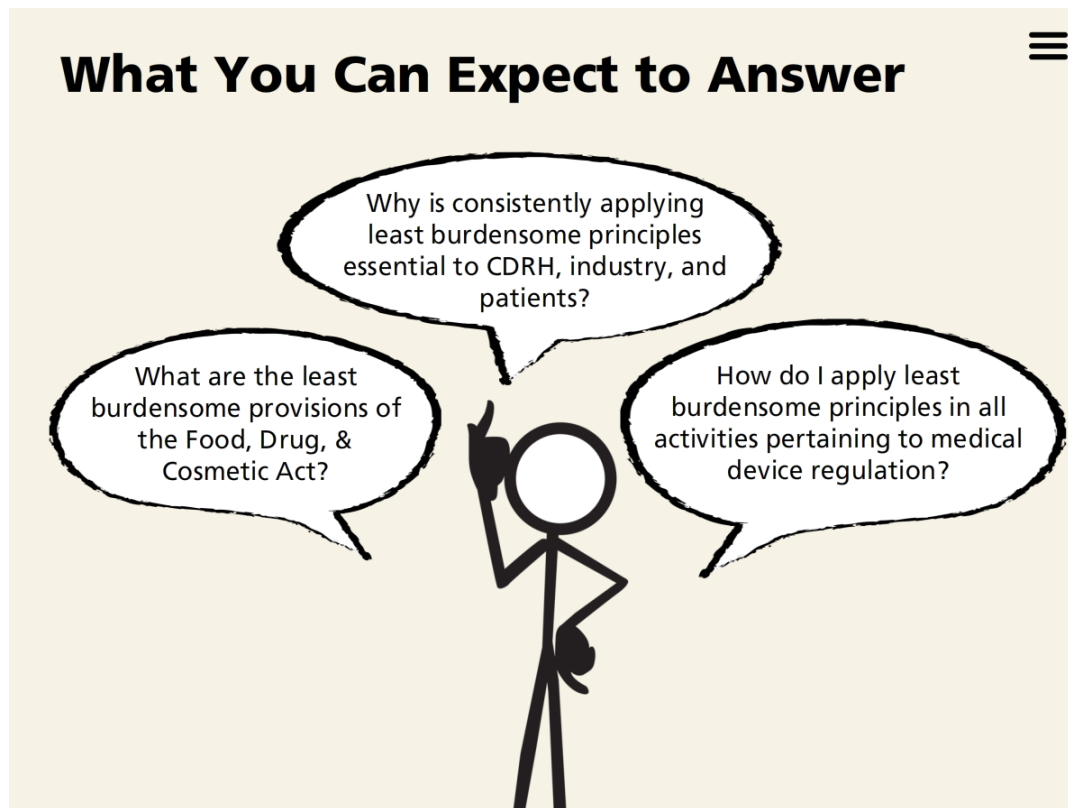 What You Can Expect to Answer
Why is consistently applying
least burdensome principles
essential to CDRH, industry, and
patients?
What are the least
burdensome provisions of
the Food, Drug, &
Cosmetic Act?
How do I apply least
burdensome principles in all
activities pertaining to medical
device regulation?